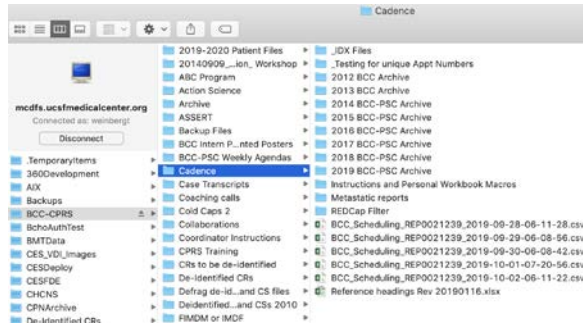 Cadence
mcdfs.ucsfmedicalcenter.org
Connected as: weinbergt
Disconnect
.TemporaryItems
360Development
AIX
Backups
BCC-CPRS
BchoAuthTest
BMTData
CES_VDI_Images
CESDeploy
CESFDE
CHCNS
CPNArchive
De-Identified CRs
2019-2020 Patient Files
20140909_...ion_ Workshop
ABC Program
Action Science
Archive
ASSERT
Backup Files
BCC Intern P...nted Posters
BCC-PSC Weekly Agendas
Cadence
Case Transcripts
Coaching calls
Cold Caps 2
Collaborations
Coordinator Instructions
CPRS Training
CRs to be de-identified
De-Identified CRs
Defrag de-id...and CS files
Deidentified...and CSs 2010
FIMDM or IMDF
_IDX Files
_Testing for unique Appt Numbers
2012 BCC Archive
2013 BCC Archive
2014 BCC-PSC Archive
2015 BCC-PSC Archive
2016 BCC-PSC Archive
2017 BCC-PSC Archive
2018 BCC-PSC Archive
2019 BCC-PSC Archive
Instructions and Personal Workbook Macros
Metastatic reports
REDCap Filter
BCC_Scheduling_REP0021239_2019-09-28-06-11-28.csv
BCC_Scheduling_REP0021239_2019-09-29-06-08-56.csv
BCC_Scheduling_REP0021239_2019-09-30-06-08-42.csv
BCC_Scheduling_REP0021239_2019-10-01-07-20-56.csv
BCC_Scheduling_REP0021239_2019-10-02-06-11-22.csv
Reference headings Rev 20190116.xlsx